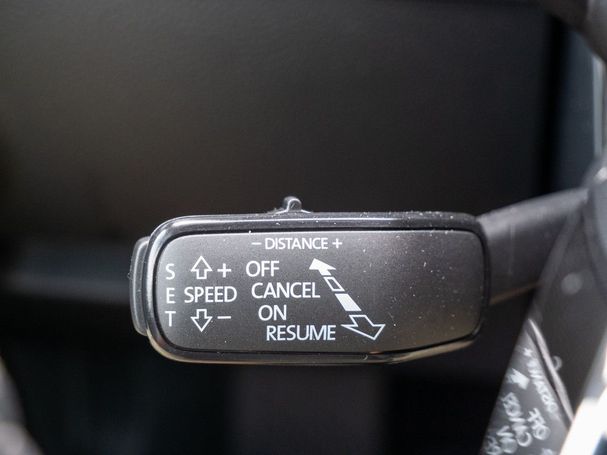 - DISTANCE +
S + OFF
E SPEED CANCEL
T - ON
RESUME